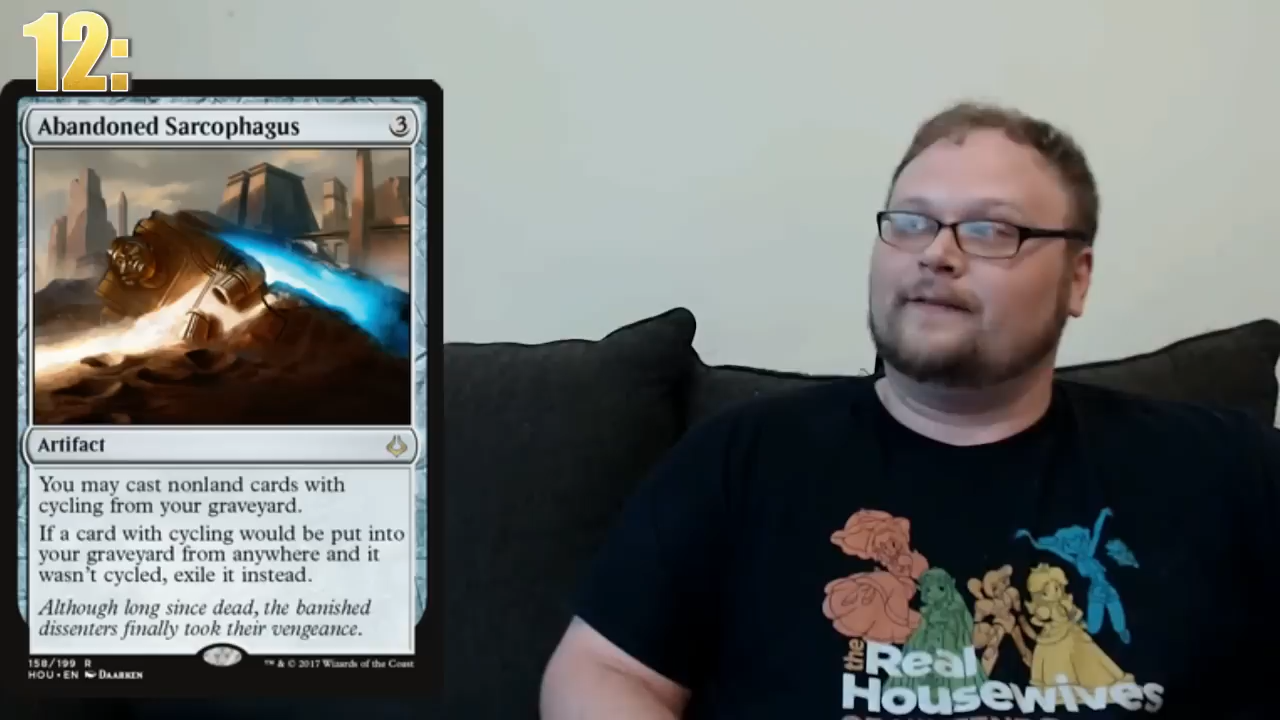 12:
Abandoned Sarcophagus 3
Artifact
You may cast nonland cards with
cycling from your graveyard.
If a card with cycling would be put into
your graveyard from anywhere and it
wasn't cycled, exile it instead.
Although long since dead, the banished
dissenters finally took their vengeance.
158/199 R
HOU • EN DAARKEN
™ & © 2017 Wizards of the Coast
the
Real
Housewives